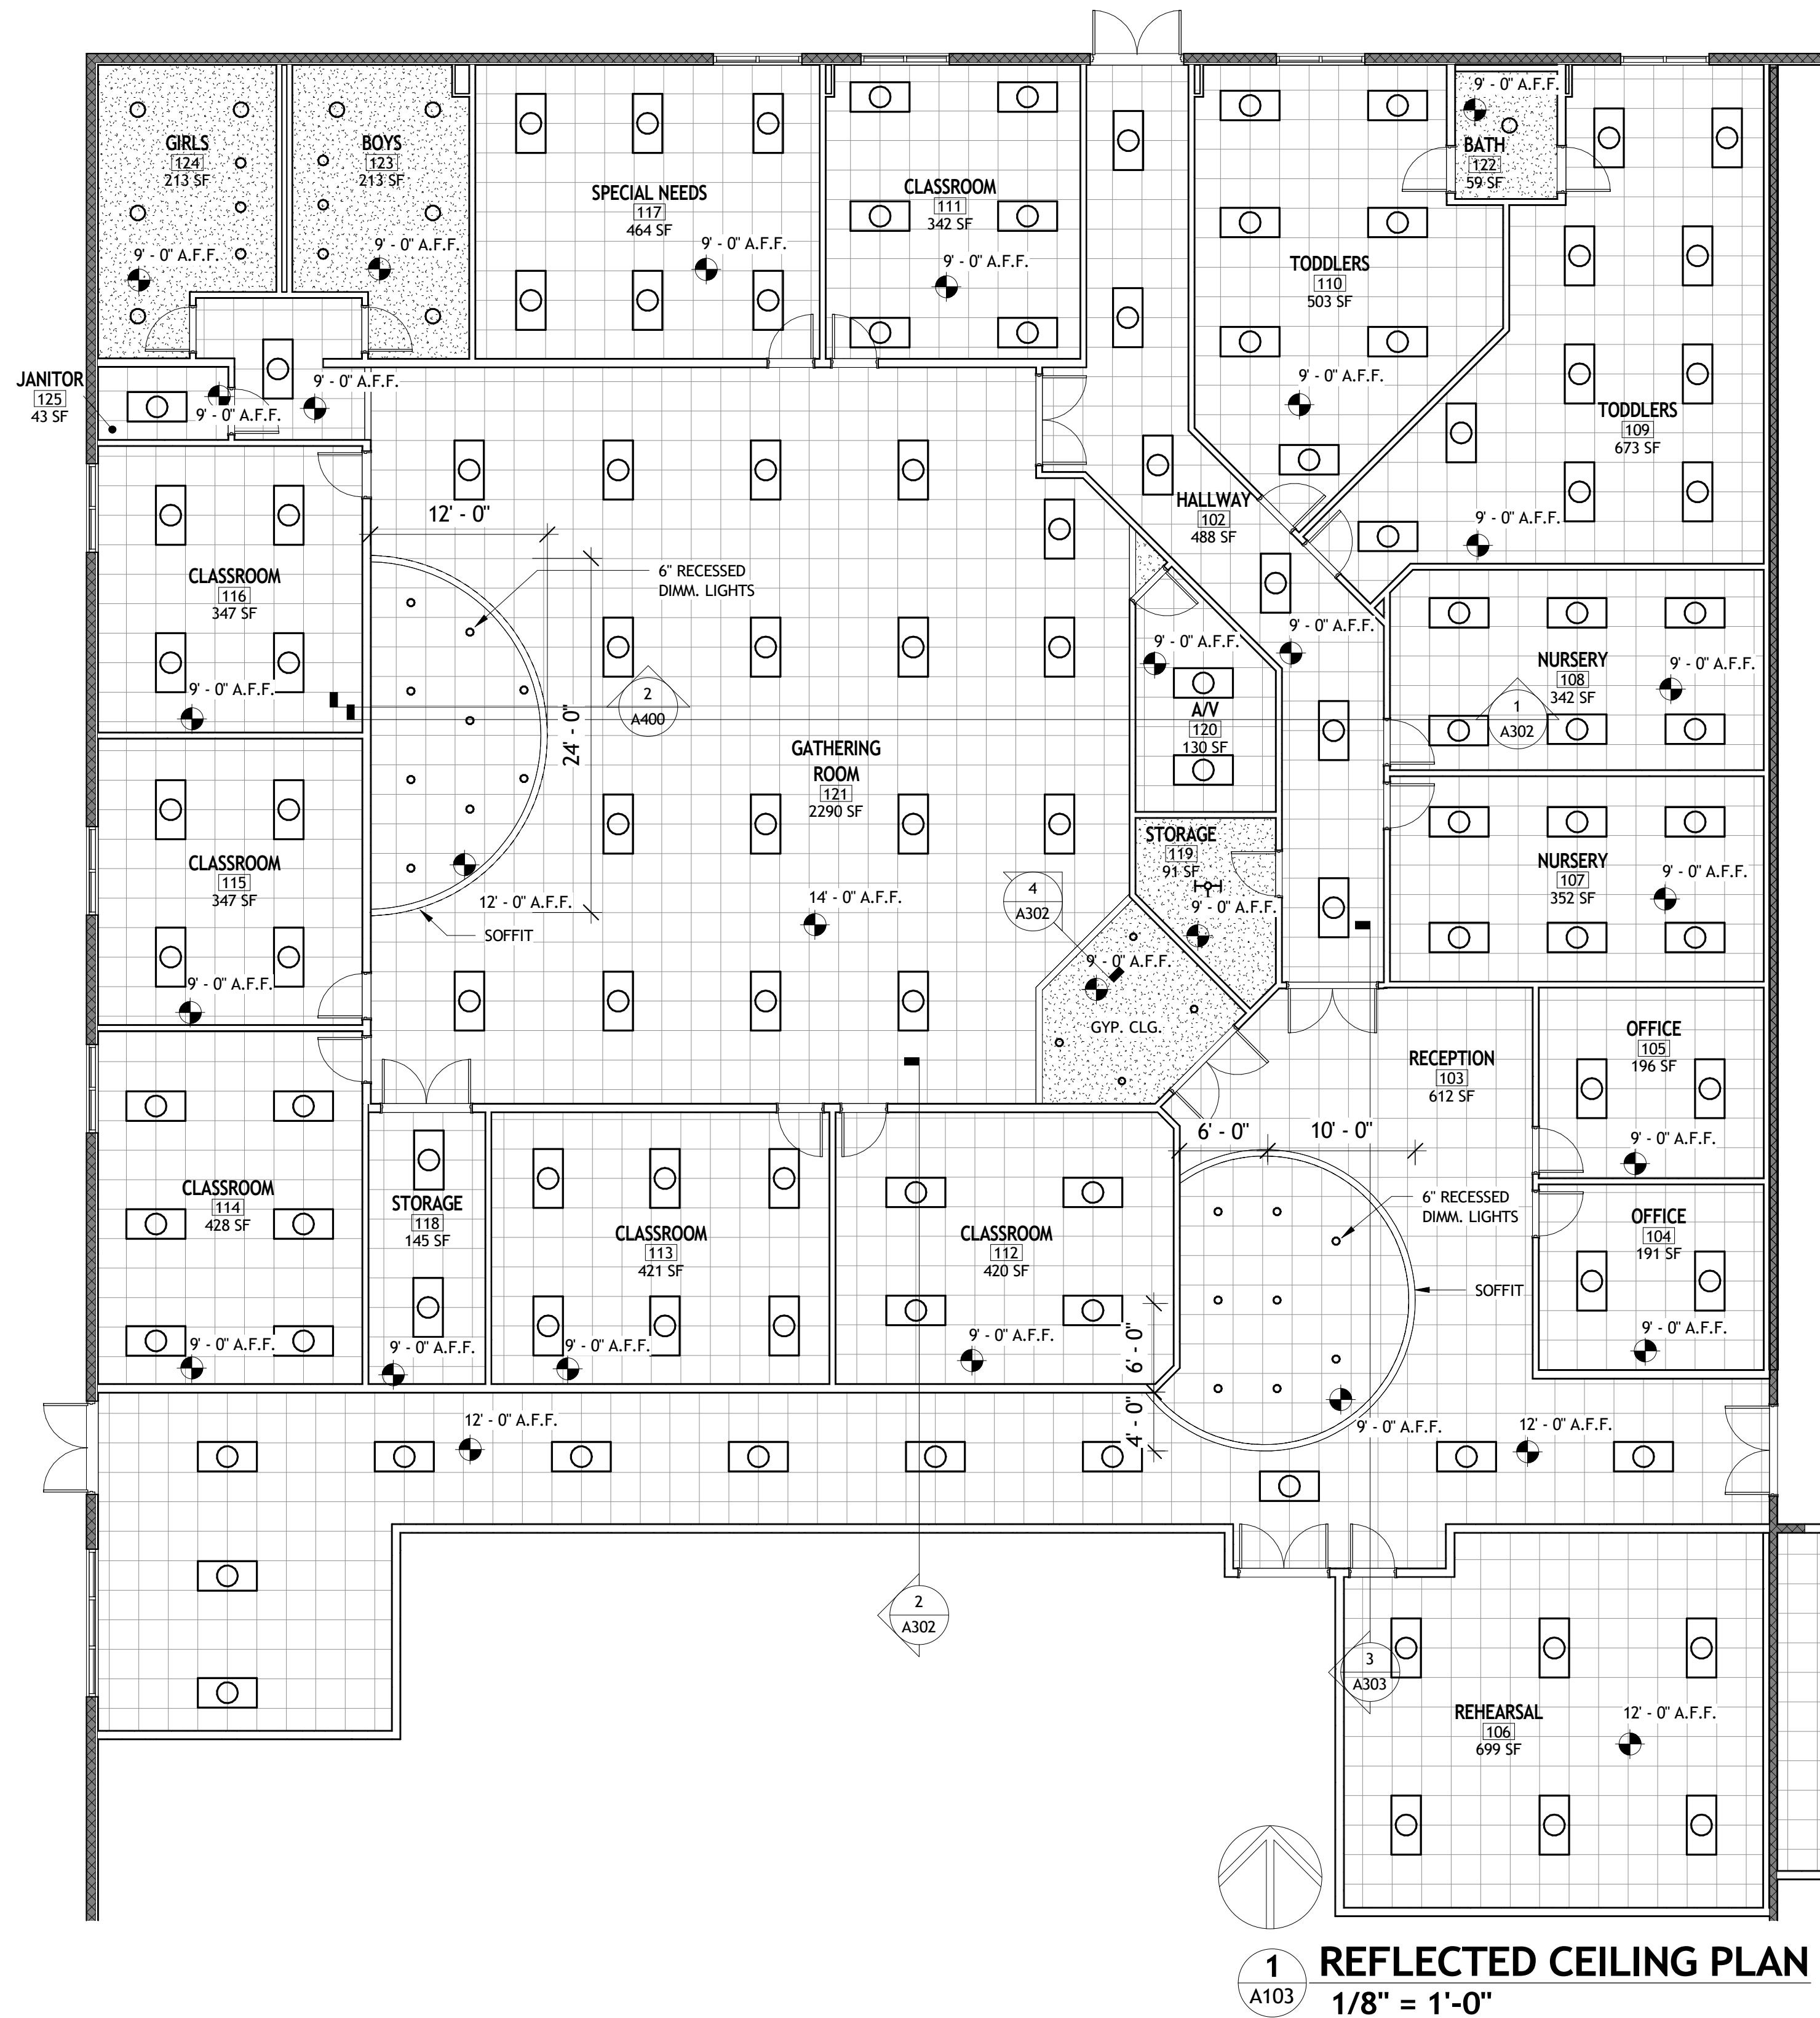 9' - 0" A.F.F.
GIRLS
124
213 SF
9' - 0" A.F.F.
BOYS
123
213 SF
9' - 0" A.F.F.
SPECIAL NEEDS
117
464 SF
9' - 0" A.F.F.
CLASSROOM
111
342 SF
9' - 0" A.F.F.
BATH
122
59 SF
TODDLERS
110
503 SF
9' - 0" A.F.F.
TODDLERS
109
673 SF
9' - 0" A.F.F.
JANITOR
125
43 SF
9' - 0" A.F.F.
9' - 0" A.F.F.
HALLWAY
102
488 SF
9' - 0" A.F.F.
12' - 0"
24' - 0"
6" RECESSED
DIMM. LIGHTS
CLASSROOM
116
347 SF
9' - 0" A.F.F.
2
A400
9' - 0" A.F.F.
A/V
120
130 SF
NURSERY
108
342 SF
9' - 0" A.F.F.
1
A302
GATHERING
ROOM
121
2290 SF
14' - 0" A.F.F.
12' - 0" A.F.F.
SOFFIT
CLASSROOM
115
347 SF
9' - 0" A.F.F.
STORAGE
119
91 SF
9' - 0" A.F.F.
NURSERY
107
352 SF
9' - 0" A.F.F.
4
A302
9' - 0" A.F.F.
GYP. CLG.
RECEPTION
103
612 SF
OFFICE
105
196 SF
9' - 0" A.F.F.
6' - 0"
10' - 0"
6" RECESSED
DIMM. LIGHTS
SOFFIT
OFFICE
104
191 SF
9' - 0" A.F.F.
CLASSROOM
114
428 SF
9' - 0" A.F.F.
STORAGE
118
145 SF
9' - 0" A.F.F.
CLASSROOM
113
421 SF
9' - 0" A.F.F.
CLASSROOM
112
420 SF
9' - 0" A.F.F.
6' - 0"
4' - 0"
12' - 0" A.F.F.
9' - 0" A.F.F.
12' - 0" A.F.F.
2
A302
3
A303
REHEARSAL
106
699 SF
12' - 0" A.F.F.
1
A103
REFLECTED CEILING PLAN
1/8" = 1'-0"